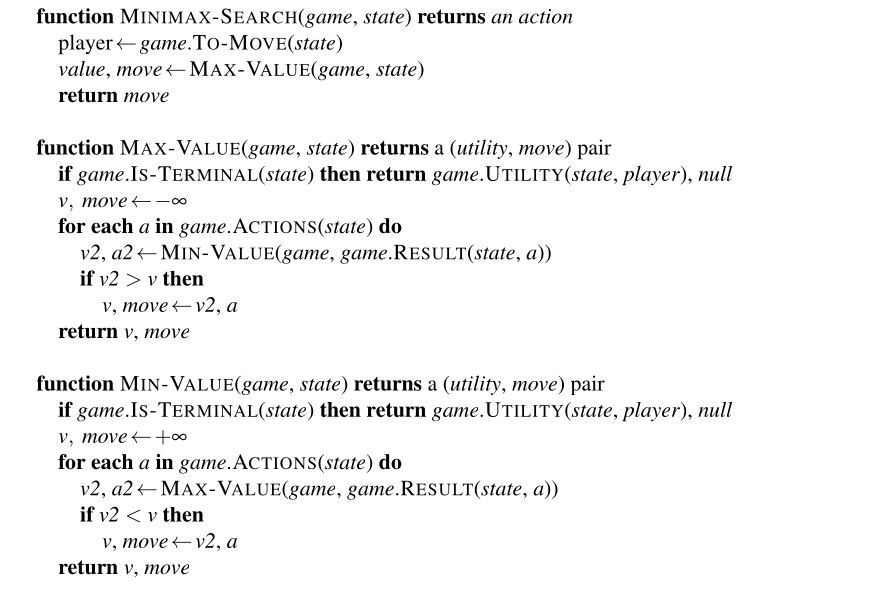 function MINIMAX-SEARCH(game, state) returns an action
player←game.TO-MOVE(state)
value, move←MAX-VALUE(game, state)
return move
function MAX-VALUE(game, state) returns a (utility, move) pair
if game.IS-TERMINAL(state) then return game.UTILITY(state, player), null
v, move←−∞
for each a in game.ACTIONS(state) do
v2, a2←MIN-VALUE(game, game.RESULT(state, a))
if v2 > v then
v, move←v2, a
return v, move
function MIN-VALUE(game, state) returns a (utility, move) pair
if game.IS-TERMINAL(state) then return game.UTILITY(state, player), null
v, move←+∞
for each a in game.ACTIONS(state) do
v2, a2←MAX-VALUE(game, game.RESULT(state, a))
if v2 < v then
v, move←v2, a
return v, move